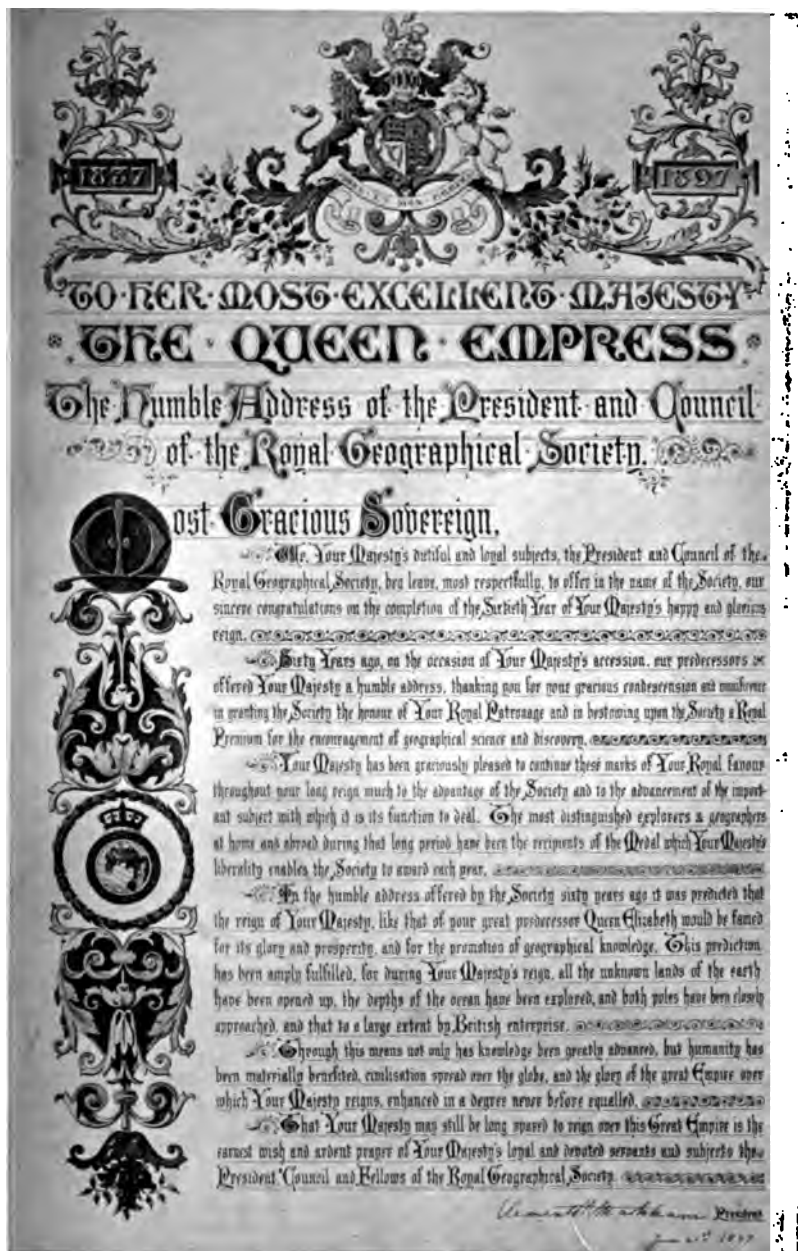 1837
1897
DIEU ET MON DROIT
TO · HER · MOST · EXCELLENT · MAJESTY
THE · QUEEN · EMPRESS
The Humble Address of the President and Council
of the Royal Geographical Society.
Most Gracious Sovereign,
We, Your Majesty's dutiful and loyal subjects, the President and Council of the
Royal Geographical Society, beg leave, most respectfully, to offer in the name of the Society, our
sincere congratulations on the completion of the Sixtieth Year of Your Majesty's happy and glorious
reign.
Sixty Years ago, on the occasion of Your Majesty's accession, our predecessors
offered Your Majesty a humble address, thanking you for your gracious condescension and munificence
in granting the Society the honour of Your Royal Patronage and in bestowing upon the Society a Royal
Premium for the encouragement of geographical science and discovery.
Your Majesty has been graciously pleased to continue these marks of Your Royal favour
throughout your long reign much to the advantage of the Society and to the advancement of the import-
ant subject with which it is its function to deal. The most distinguished explorers & geographers
at home and abroad during that long period have been the recipients of the Medal which Your Majesty's
liberality enables the Society to award each year.
In the humble address offered by the Society sixty years ago it was predicted that
the reign of Your Majesty, like that of your great predecessor Queen Elizabeth would be famed
for its glory and prosperity, and for the promotion of geographical knowledge. This prediction
has been amply fulfilled, for during Your Majesty's reign, all the unknown lands of the earth
have been opened up, the depths of the ocean have been explored, and both poles have been closely
approached, and that to a large extent by British enterprise.
Through this means not only has knowledge been greatly advanced, but humanity has
been materially benefited, civilisation spread over the globe, and the glory of the great Empire over
which Your Majesty reigns, enhanced in a degree never before equalled.
That Your Majesty may still be long spared to reign over this Great Empire is the
earnest wish and ardent prayer of Your Majesty's loyal and devoted servants and subjects the
President Council and Fellows of the Royal Geographical Society.
Clements R. Markham President
June 21st 1897